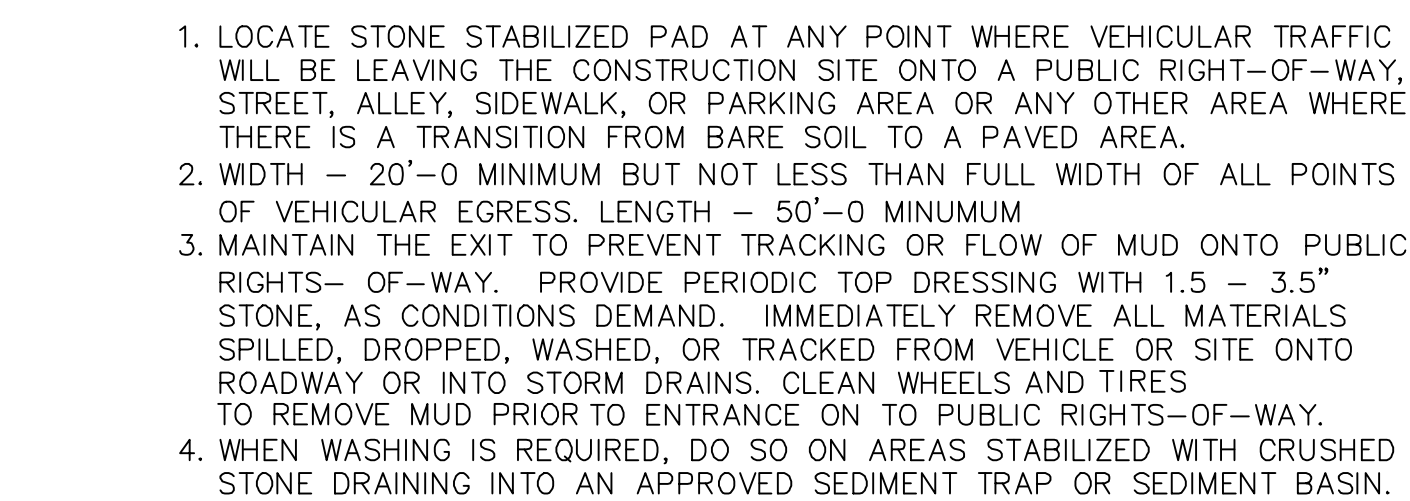 1. LOCATE STONE STABILIZED PAD AT ANY POINT WHERE VEHICULAR TRAFFIC
WILL BE LEAVING THE CONSTRUCTION SITE ONTO A PUBLIC RIGHT-OF-WAY,
STREET, ALLEY, SIDEWALK, OR PARKING AREA OR ANY OTHER AREA WHERE
THERE IS A TRANSITION FROM BARE SOIL TO A PAVED AREA.
2. WIDTH - 20'-0 MINIMUM BUT NOT LESS THAN FULL WIDTH OF ALL POINTS
OF VEHICULAR EGRESS. LENGTH - 50'-0 MINUMUM
3. MAINTAIN THE EXIT TO PREVENT TRACKING OR FLOW OF MUD ONTO PUBLIC
RIGHTS- OF-WAY. PROVIDE PERIODIC TOP DRESSING WITH 1.5 - 3.5"
STONE, AS CONDITIONS DEMAND. IMMEDIATELY REMOVE ALL MATERIALS
SPILLED, DROPPED, WASHED, OR TRACKED FROM VEHICLE OR SITE ONTO
ROADWAY OR INTO STORM DRAINS. CLEAN WHEELS AND TIRES
TO REMOVE MUD PRIOR TO ENTRANCE ON TO PUBLIC RIGHTS-OF-WAY.
4. WHEN WASHING IS REQUIRED, DO SO ON AREAS STABILIZED WITH CRUSHED
STONE DRAINING INTO AN APPROVED SEDIMENT TRAP OR SEDIMENT BASIN.